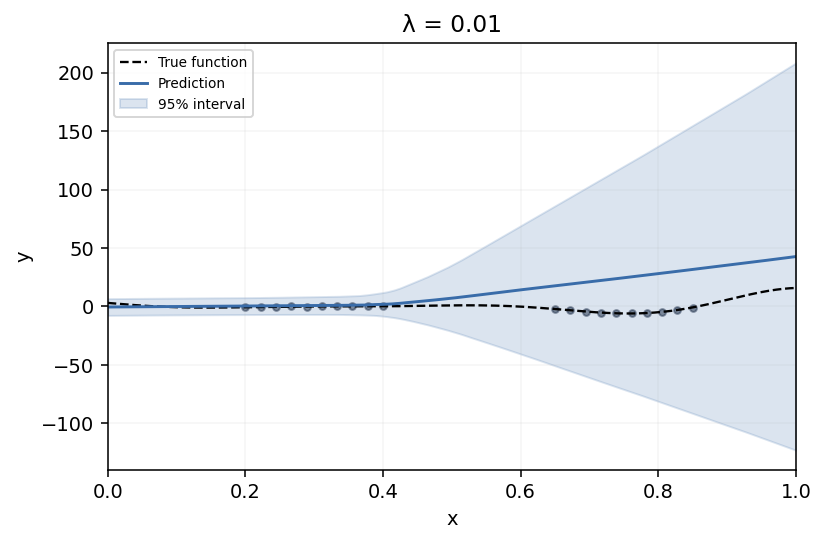 λ = 0.01
True function
Prediction
95% interval
200
150
100
50
0
−50
−100
y
0.0 0.2 0.4 0.6 0.8 1.0
x